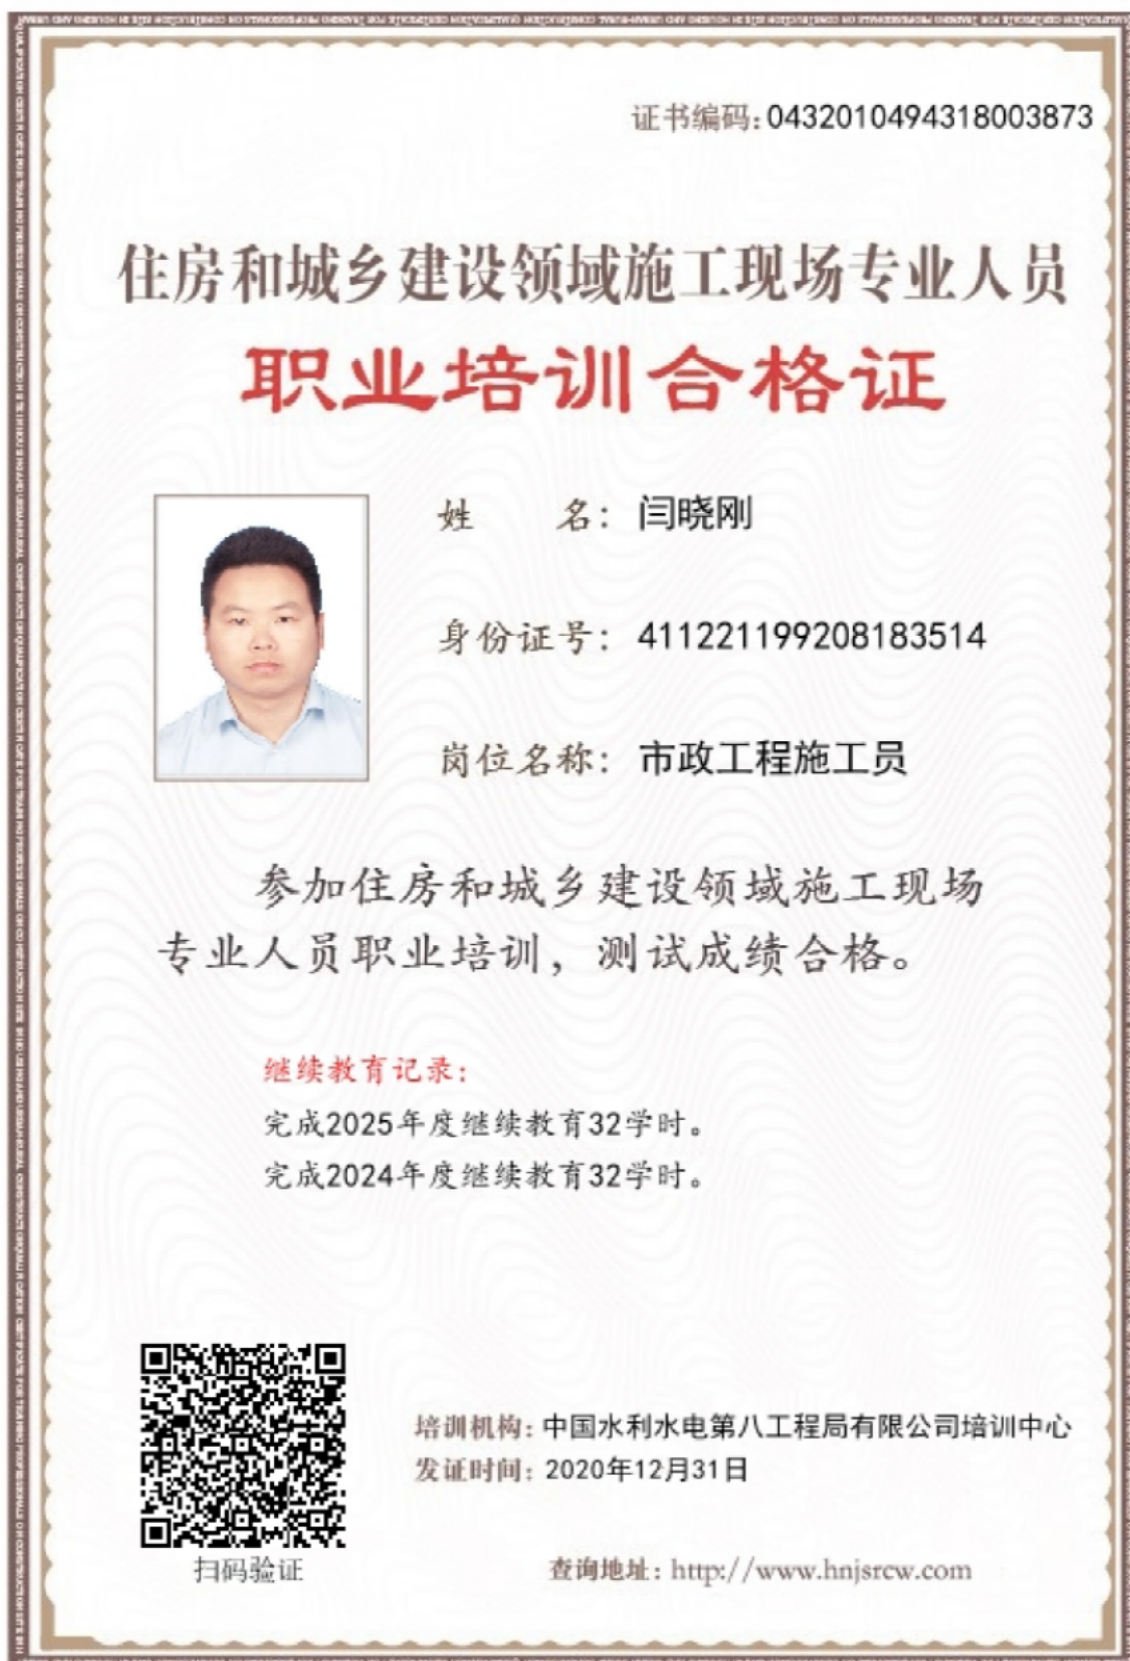 证书编码:0432010494318003873
住房和城乡建设领域施工现场专业人员
职业培训合格证
姓 名：闫晓刚
身份证号：411221199208183514
岗位名称：市政工程施工员
参加住房和城乡建设领域施工现场
专业人员职业培训，测试成绩合格。
继续教育记录：
完成2025年度继续教育32学时。
完成2024年度继续教育32学时。
培训机构：中国水利水电第八工程局有限公司培训中心
发证时间：2020年12月31日
扫码验证
查询地址：http://www.hnjsrcw.com